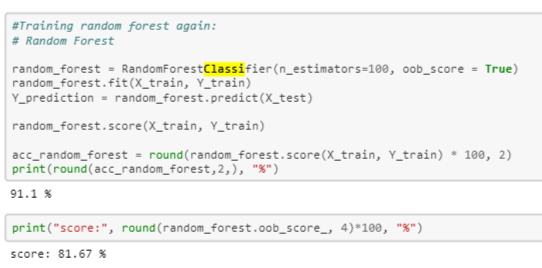 #Training random forest again:
# Random Forest
random_forest = RandomForestClassifier(n_estimators=100, oob_score = True)
random_forest.fit(X_train, Y_train)
Y_prediction = random_forest.predict(X_test)
random_forest.score(X_train, Y_train)
acc_random_forest = round(random_forest.score(X_train, Y_train) * 100, 2)
print(round(acc_random_forest,2,), "%")
91.1 %
print("score:", round(random_forest.oob_score_, 4)*100, "%")
score: 81.67 %